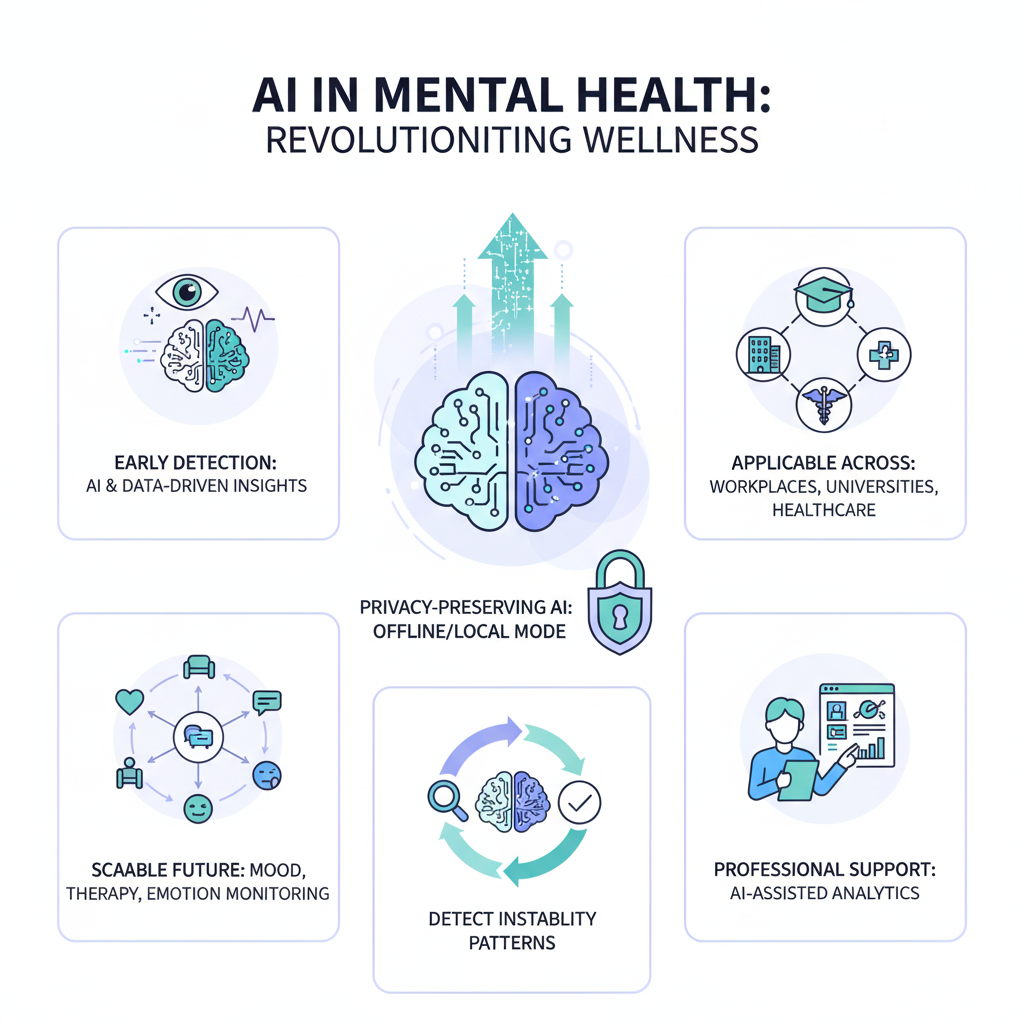 AI IN MENTAL HEALTH:
REVOLUTIONITING WELLNESS
EARLY DETECTION:
AI & DATA-DRIVEN INSIGHTS
APPLICABLE ACROSS:
WORKPLACES, UNIVERSITIES,
HEALTHCARE
PRIVACY-PRESERVING AI:
OFFLINE/LOCAL MODE
SCAABLE FUTURE: MOOD,
THERAPY, EMOTION MONITORING
DETECT INSTABLITY
PATTERNS
PROFESSIONAL SUPPORT:
AI-ASSISTED ANALYTICS